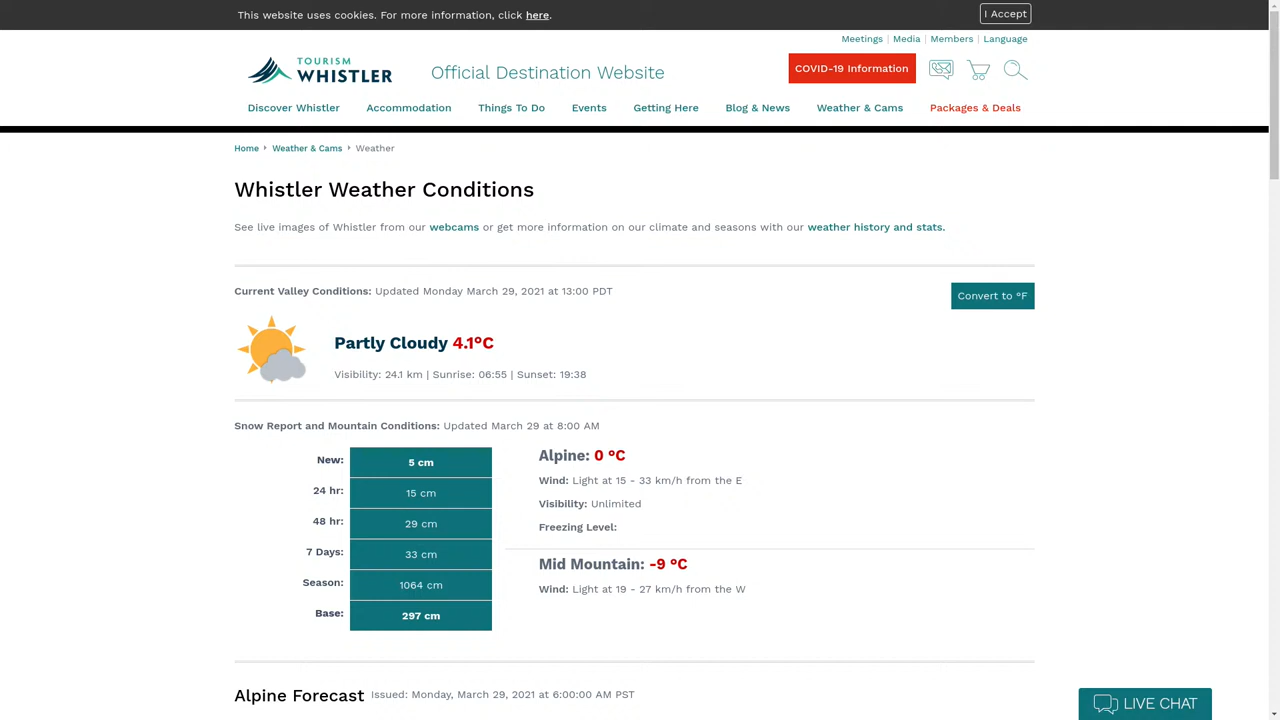 This website uses cookies. For more information, click here.
I Accept
Meetings | Media | Members | Language
TOURISM
WHISTLER
Official Destination Website
COVID-19 Information
Discover Whistler Accommodation Things To Do Events Getting Here Blog & News Weather & Cams Packages & Deals
Home Weather & Cams Weather
Whistler Weather Conditions
See live images of Whistler from our webcams or get more information on our climate and seasons with our weather history and stats.
Current Valley Conditions: Updated Monday March 29, 2021 at 13:00 PDT
Convert to °F
Partly Cloudy 4.1°C
Visibility: 24.1 km | Sunrise: 06:55 | Sunset: 19:38
Snow Report and Mountain Conditions: Updated March 29 at 8:00 AM
New: 5 cm
24 hr: 15 cm
48 hr: 29 cm
7 Days: 33 cm
Season: 1064 cm
Base: 297 cm
Alpine: 0 °C
Wind: Light at 15 - 33 km/h from the E
Visibility: Unlimited
Freezing Level:
Mid Mountain: -9 °C
Wind: Light at 19 - 27 km/h from the W
Alpine Forecast Issued: Monday, March 29, 2021 at 6:00:00 AM PST
LIVE CHAT